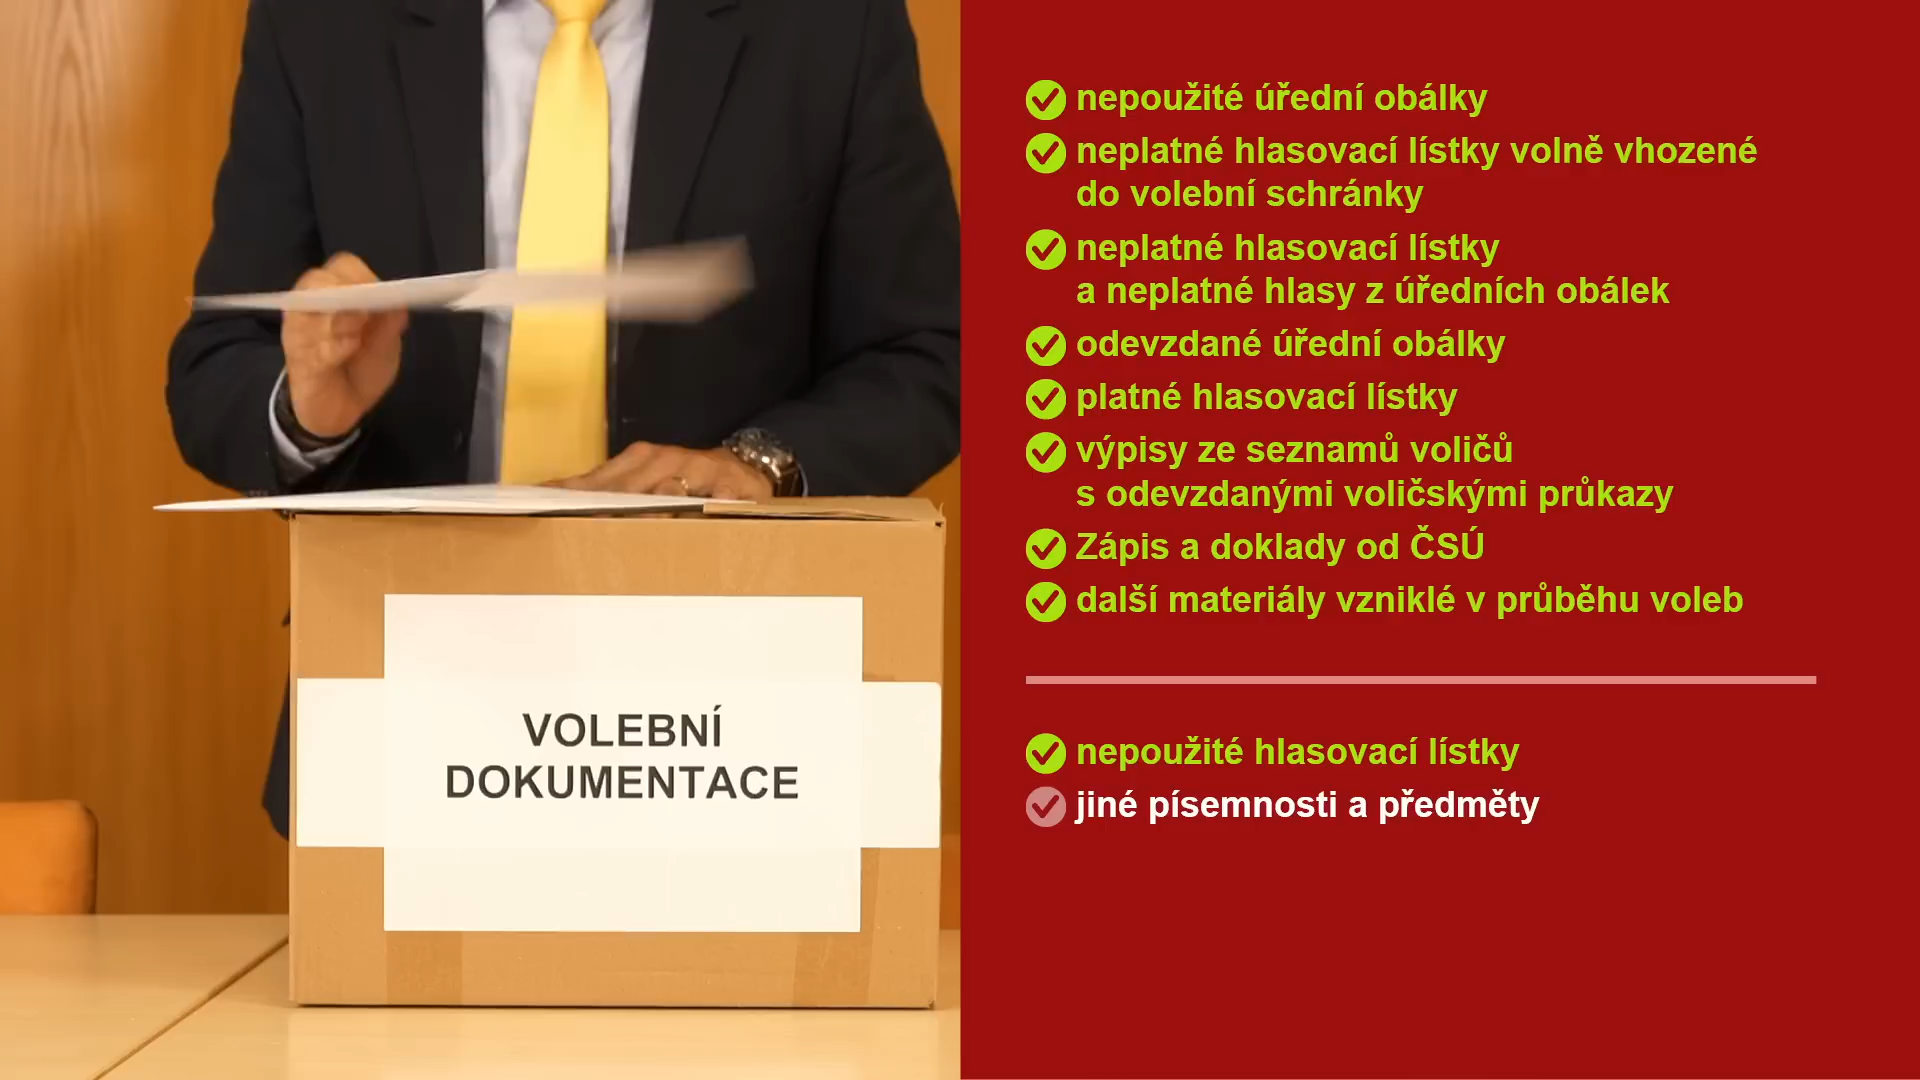 VOLEBNÍ
DOKUMENTACE
nepoužité úřední obálky
neplatné hlasovací lístky volně vhozené
do volební schránky
neplatné hlasovací lístky
a neplatné hlasy z úředních obálek
odevzdané úřední obálky
platné hlasovací lístky
výpisy ze seznamů voličů
s odevzdanými voličskými průkazy
Zápis a doklady od ČSÚ
další materiály vzniklé v průběhu voleb
nepoužité hlasovací lístky
jiné písemnosti a předměty